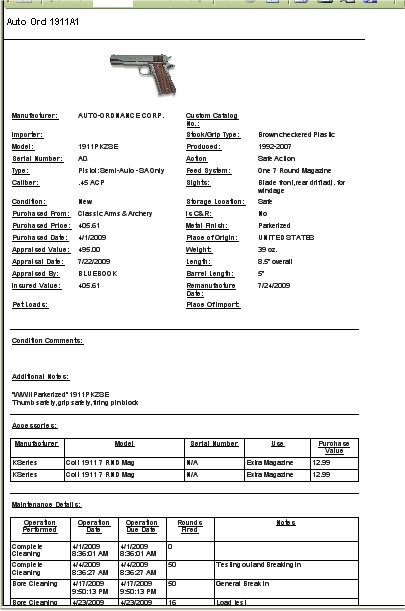 Auto Ord 1911A1
Manufacturer: AUTO-ORDNANCE CORP. Custom Catalog No.:
Importer: Stock/Grip Type: Brown checkered Plastic
Model: 1911PKZSE Produced: 1992-2007
Serial Number: A0. Action Safe Action
Type: Pistol: Semi-Auto - SA Only Feed System: One 7 Round Magazine
Caliber: .45 ACP Sights: Blade front, rear drift adj. for windage
Condition: New Storage Location: Safe
Purchased From: Classic Arms & Archery Is C&R: No
Purchased Price: 405.61 Metal Finish: Parkerized
Purchased Date: 4/1/2009 Place of Origin: UNITED STATES
Appraised Value: 495.00 Weight: 39 oz.
Appraisal Date: 7/22/2009 Length: 8.5" overall
Appraised By: BLUEBOOK Barrel Length: 5"
Insured Value: 405.61 Remanufacture Date: 7/24/2009
Pet Loads: Place Of Import:
Condition Comments:
Additional Notes:
"WWII Parkerized" 1911PKZSE
Thumb safety, grip safety, firing pin block
Accessories:
Manufacturer Model Serial Number Use Purchase Value
KSeries Colt 1911 7 RND Mag N/A Extra Magazine 12.99
KSeries Colt 1911 7 RND Mag N/A Extra Magazine 12.99
Maintenance Details:
Operation Performed Operation Date Operation Due Date Rounds Fired Notes
Complete Cleaning 4/1/2009 8:36:01 AM 4/1/2009 8:36:01 AM 0
Complete Cleaning 4/4/2009 8:36:27 AM 4/4/2009 8:36:27 AM 50 Testing out and Breaking In
Bore Cleaning 4/17/2009 9:50:13 PM 4/17/2009 9:50:13 PM 50 General Break In
Bore Cleaning 4/23/2009 4/23/2009 16 Load test